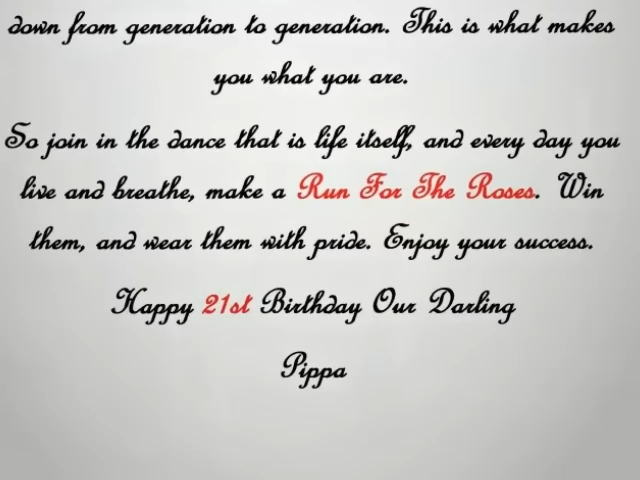 down from generation to generation. This is what makes
you what you are.
So join in the dance that is life itself, and every day you
live and breathe, make a Run For The Roses. Win
them, and wear them with pride. Enjoy your success.
Happy 21st Birthday Our Darling
Pippa